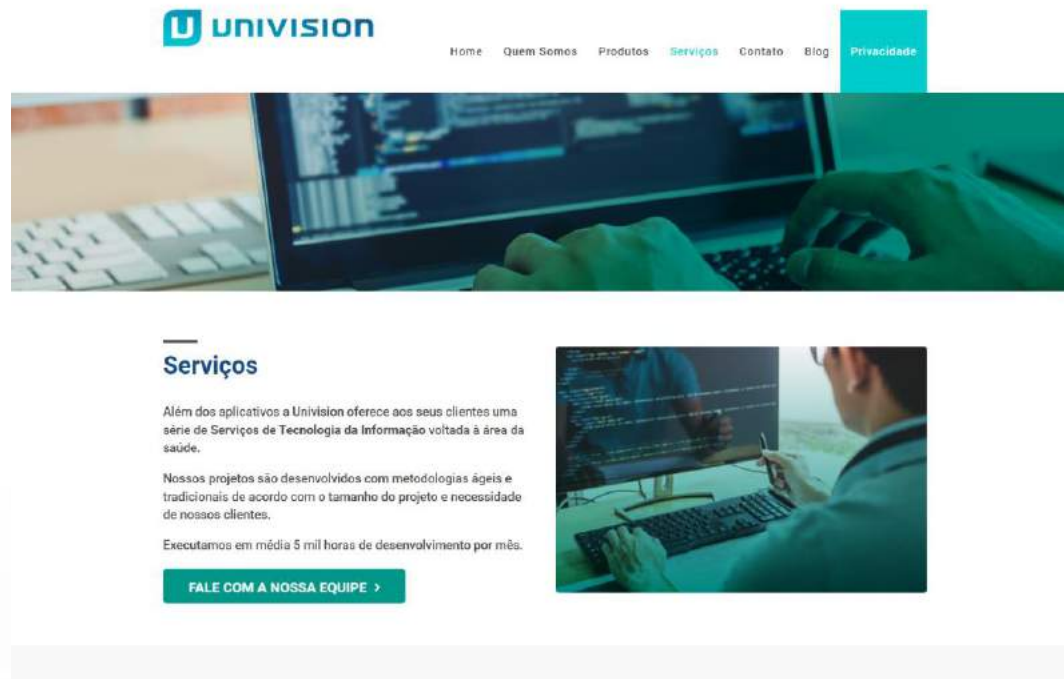 UNIVISION
Home Quem Somos Produtos Serviços Contato Blog Privacidade
Serviços
Além dos aplicativos a Univision oferece aos seus clientes uma
série de Serviços de Tecnologia da Informação voltada à área da
saúde.
Nossos projetos são desenvolvidos com metodologias ágeis e
tradicionais de acordo com o tamanho do projeto e necessidade
de nossos clientes.
Executamos em média 5 mil horas de desenvolvimento por mês.
FALE COM A NOSSA EQUIPE >